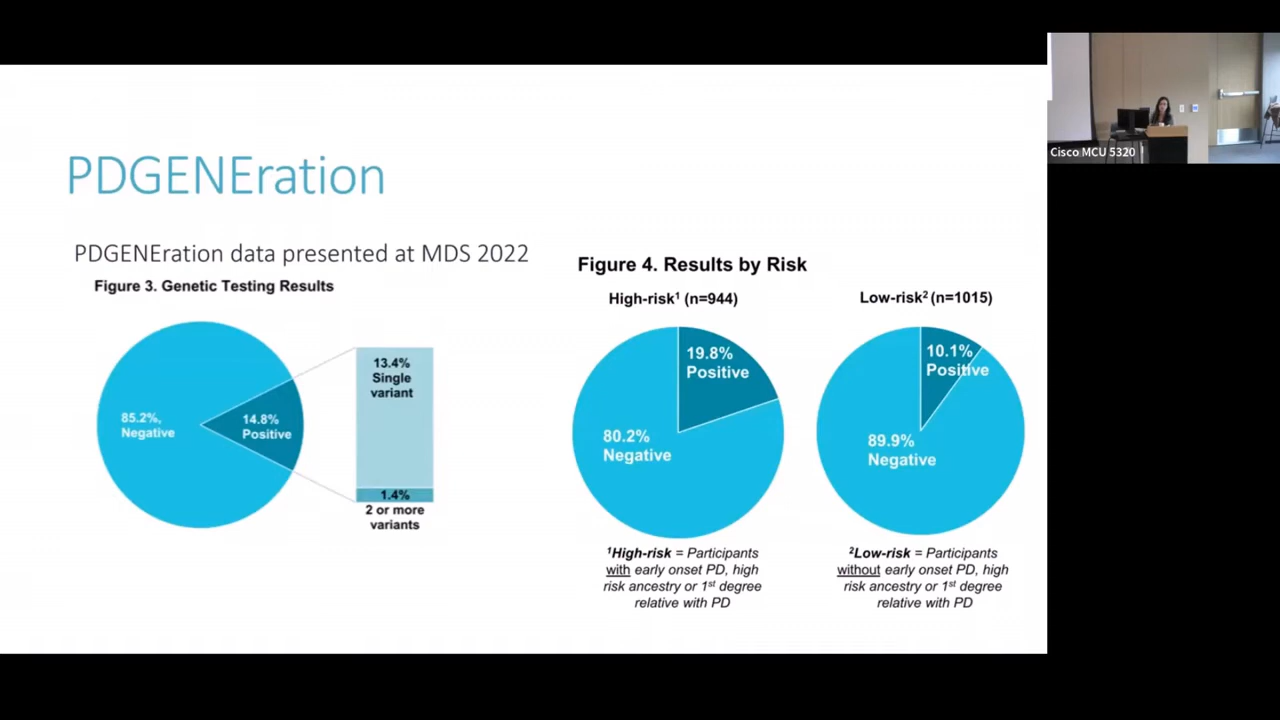 PDGENEration
PDGENEration data presented at MDS 2022
Figure 3. Genetic Testing Results
85.2%,
Negative
14.8%
Positive
13.4%
Single
variant
1.4%
2 or more
variants
Figure 4. Results by Risk
High-risk¹ (n=944)
19.8%
Positive
80.2%
Negative
¹High-risk = Participants
with early onset PD, high
risk ancestry or 1st degree
relative with PD
Low-risk² (n=1015)
10.1%
Positive
89.9%
Negative
²Low-risk = Participants
without early onset PD, high
risk ancestry or 1st degree
relative with PD
Cisco MCU 5320